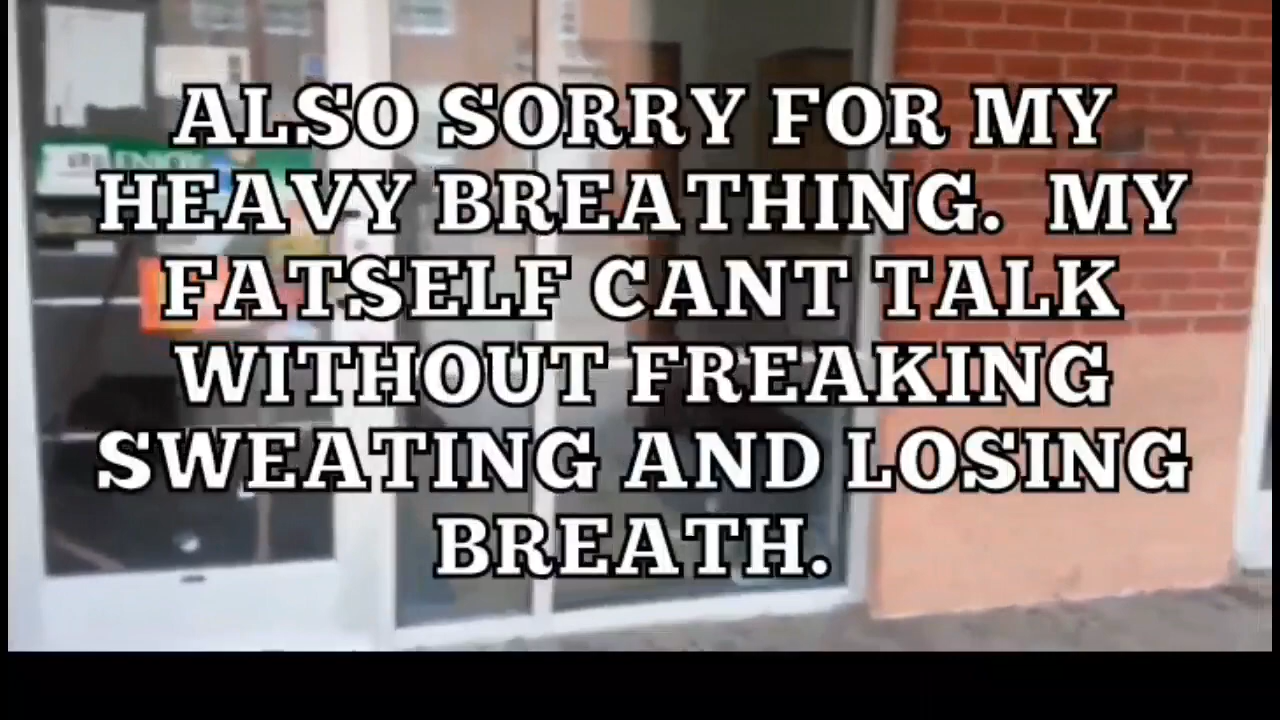 ALSO SORRY FOR MY
HEAVY BREATHING. MY
FATSELF CANT TALK
WITHOUT FREAKING
SWEATING AND LOSING
BREATH.